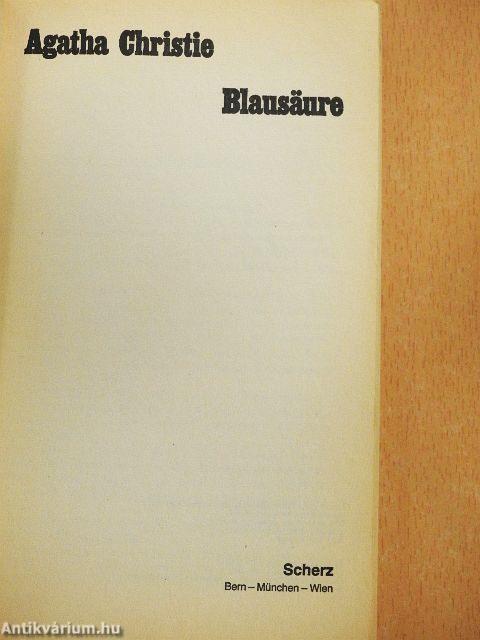 Agatha Christie
Blausäure
Scherz
Bern – München – Wien
Antikvárium.hu